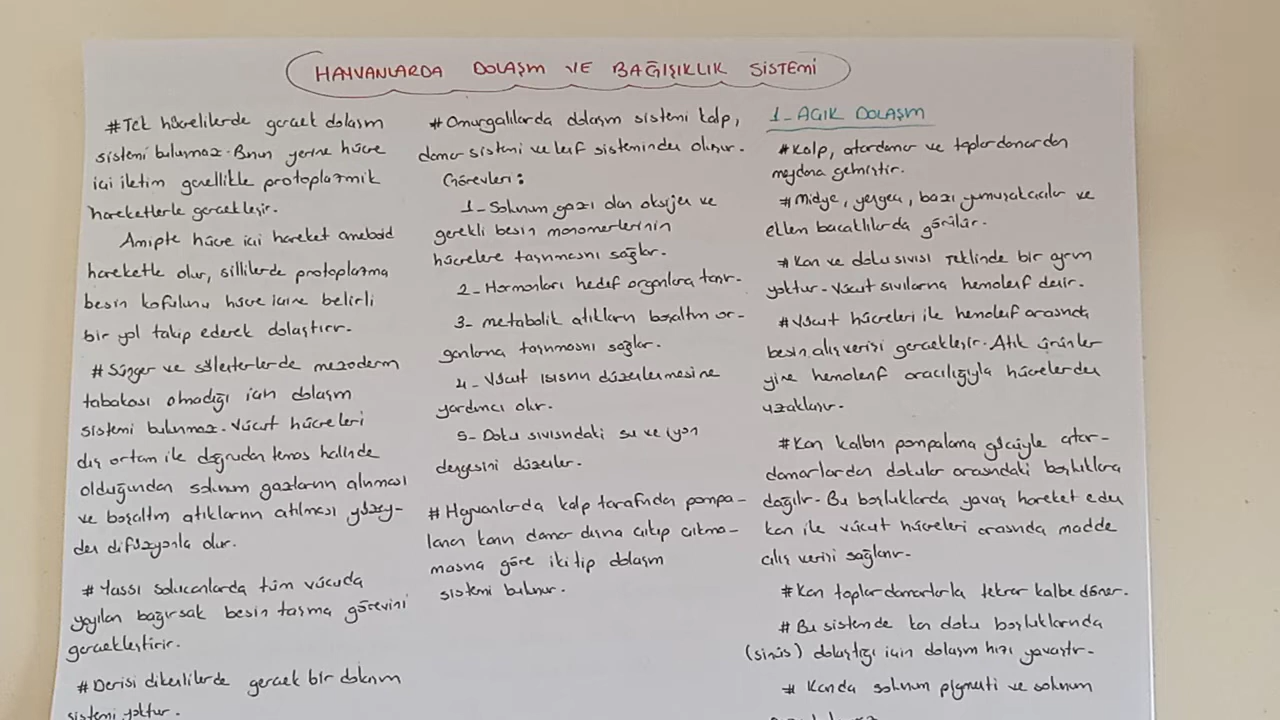 HAYVANLARDA DOLAŞIM VE BAĞIŞIKLIK SİSTEMİ
# Tek hücrelilerde gerçek dolaşım
sistemi bulunmaz. Bunun yerine hücre
içi iletim genellikle protoplazmik
hareketlerle gerçekleşir.
Amipte hücre içi hareket ameboid
hareketle olur, sillilerde protoplazma
besin kofulunu hücre içine belirli
bir yol takip ederek dolaştırır.
# Sünger ve sölenterlerde mezoderm
tabakası olmadığı için dolaşım
sistemi bulunmaz. Vücut hücreleri
dış ortam ile doğrudan temas halinde
olduğundan solunum gazlarının alınması
ve boşaltım atıklarının atılması yüzey-
den difüzyonla olur.
# Yassı solucanlarda tüm vücuda
yayılan bağırsak besin taşıma görevini
gerçekleştirir.
# Derisi dikenlilerde gerçek bir dolaşım
sistemi yoktur.
# Omurgalılarda dolaşım sistemi kalp,
damar sistemi ve lenf sisteminden oluşur.
Görevleri:
1- Solunum gazı olan oksijen ve
gerekli besin monomerlerinin
hücrelere taşınmasını sağlar.
2- Hormonları hedef organlara taşır.
3- metabolik atıkların boşaltım or-
ganlarına taşınmasını sağlar.
4- Vücut ısısının düzenlenmesine
yardımcı olur.
5- Doku sıvısındaki su ve iyon
dengesini düzenler.
# Hayvanlarda kalp tarafından pompa-
lanan kanın damar dışına çıkıp çıkma-
masına göre iki tip dolaşım
sistemi bulunur.
1- AÇIK DOLAŞIM
# Kalp, atardamar ve toplardamardan
meydana gelmiştir.
# Midye, yengeç, bazı yumuşakçalar ve
eklem bacaklılarda görülür.
# Kan ve doku sıvısı şeklinde bir ayrım
yoktur. Vücut sıvılarına hemolenf denir.
# Vücut hücreleri ile hemolenf arasında
besin alış verişi gerçekleşir. Atık ürünler
yine hemolenf aracılığıyla hücrelerden
uzaklaşır.
# Kan kalbin pompalama gücüyle atar-
damarlardan dokular arasındaki boşluklara
dağılır. Bu boşluklarda yavaş hareket eden
kan ile vücut hücreleri arasında madde
alış verişi sağlanır.
# Kan toplardamarlarla tekrar kalbe döner.
# Bu sistemde kan doku boşluklarında
(sinüs) dolaştığı için dolaşım hızı yavaştır.
# Kanda solunum pigmenti ve solunum